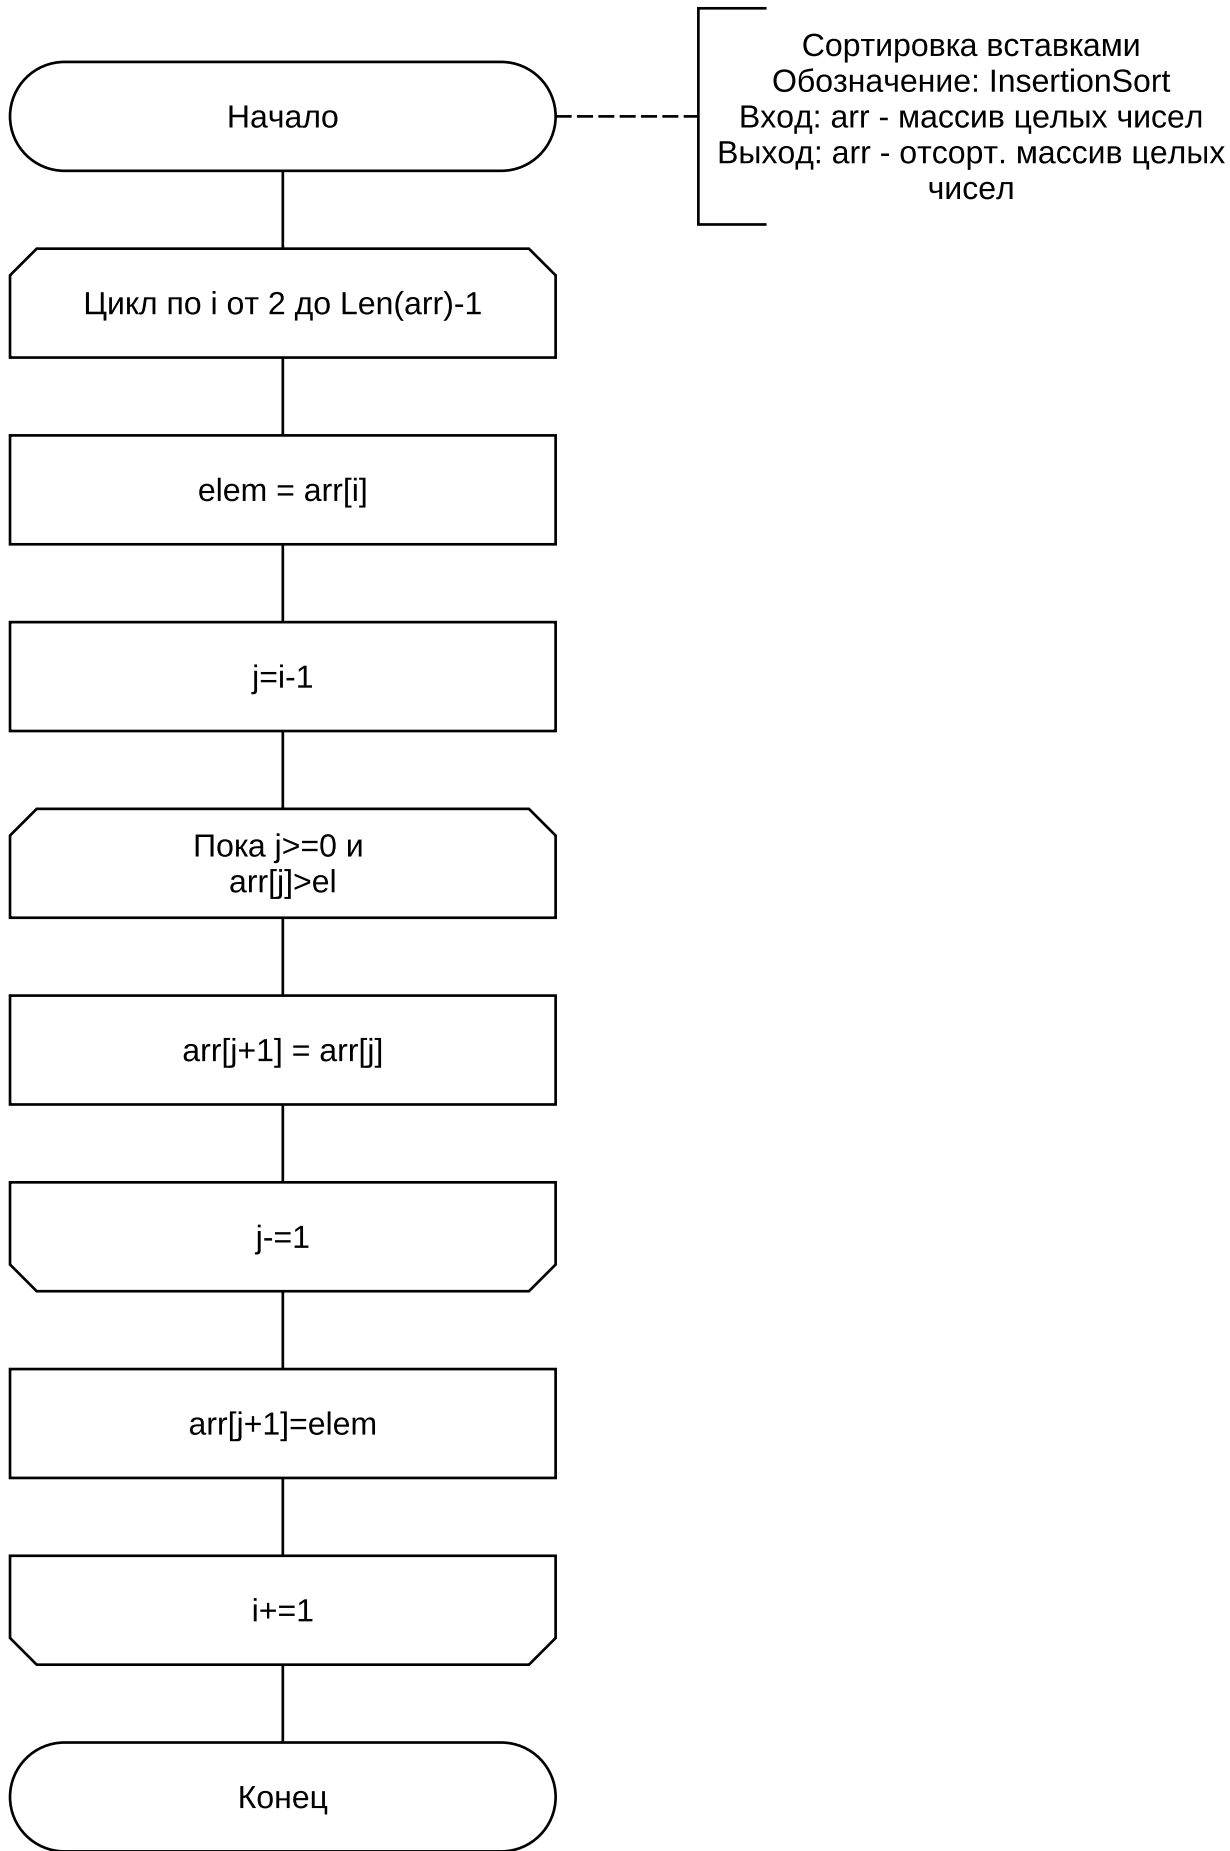 Начало
Сортировка вставками
Обозначение: InsertionSort
Вход: arr - массив целых чисел
Выход: arr - отсорт. массив целых
чисел
Цикл по i от 2 до Len(arr)-1
elem = arr[i]
j=i-1
Пока j>=0 и
arr[j]>el
arr[j+1] = arr[j]
j-=1
arr[j+1]=elem
i+=1
Конец